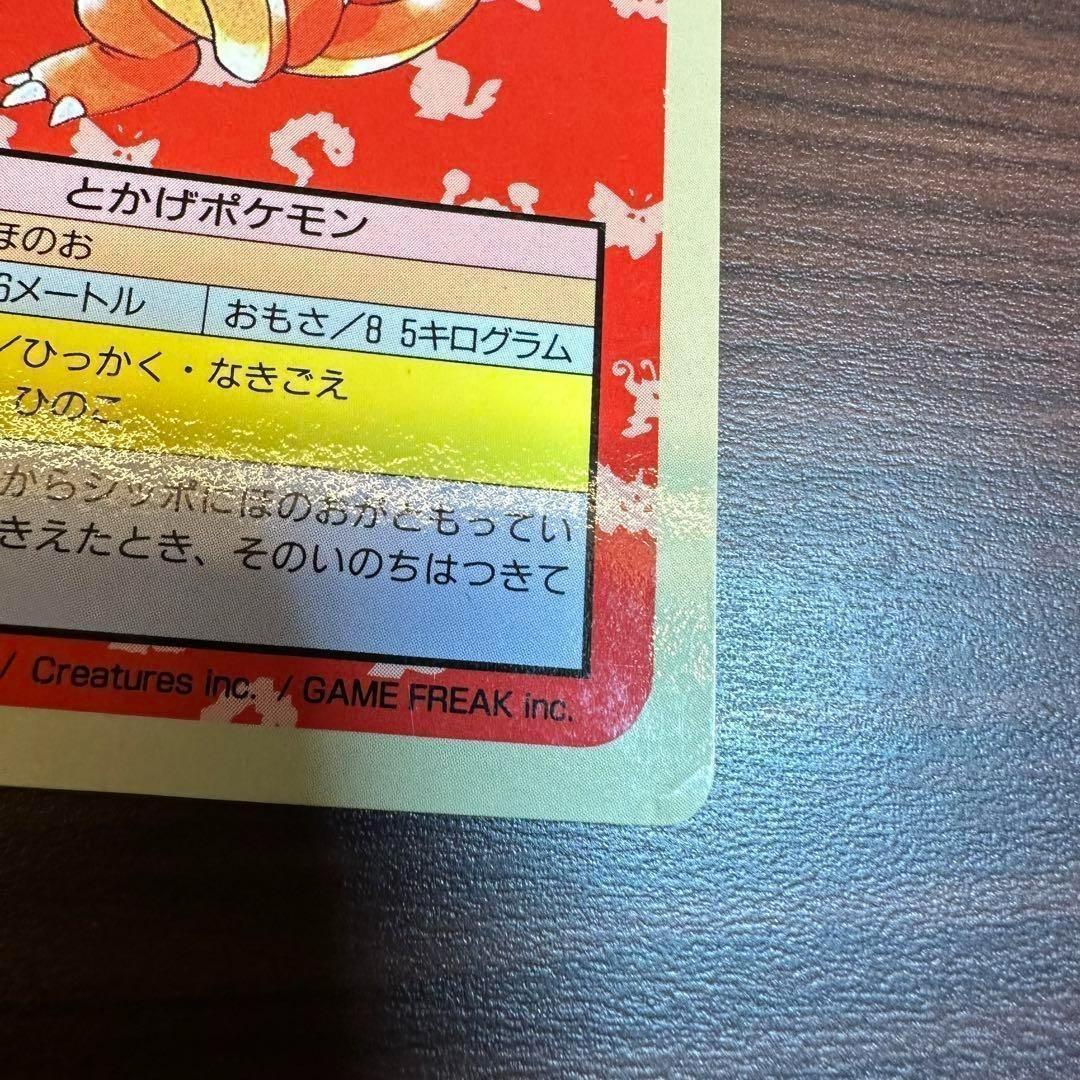 とかげポケモン
ほのお
6メートル
おもさ/8 5キログラム
/ひっかく・なきごえ
ひのこ
からシッポにほのおがともってい
きえたとき、そのいのちはつきて
/ Creatures inc. / GAME FREAK inc.